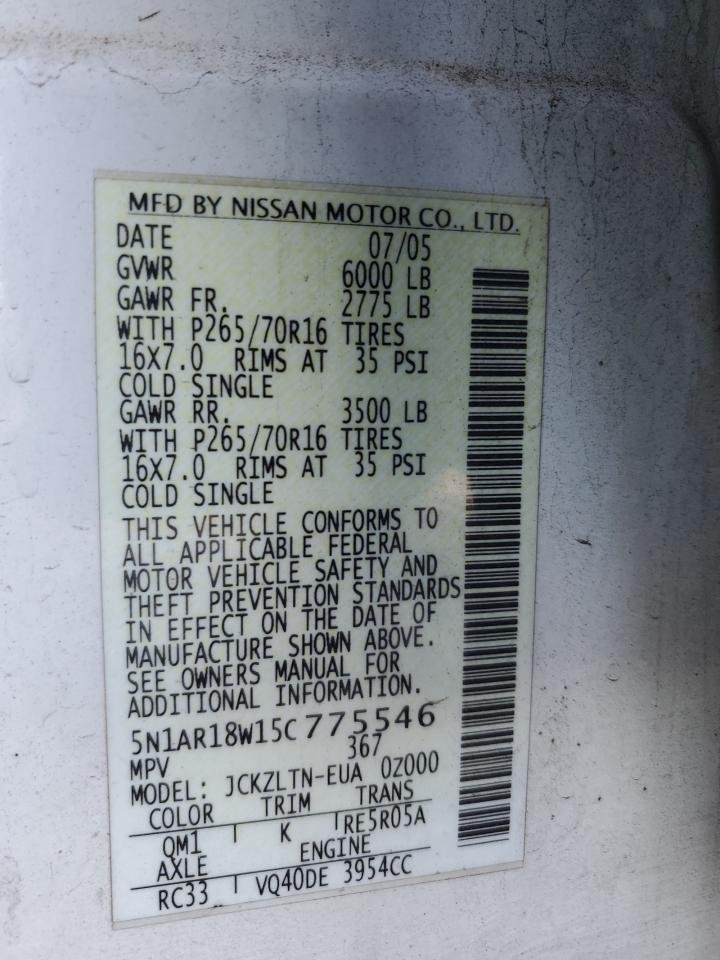 MFD BY NISSAN MOTOR CO., LTD.
DATE 07/05
GVWR 6000 LB
GAWR FR. 2775 LB
WITH P265/70R16 TIRES
16X7.0 RIMS AT 35 PSI
COLD SINGLE
GAWR RR. 3500 LB
WITH P265/70R16 TIRES
16X7.0 RIMS AT 35 PSI
COLD SINGLE
THIS VEHICLE CONFORMS TO
ALL APPLICABLE FEDERAL
MOTOR VEHICLE SAFETY AND
THEFT PREVENTION STANDARDS
IN EFFECT ON THE DATE OF
MANUFACTURE SHOWN ABOVE.
SEE OWNERS MANUAL FOR
ADDITIONAL INFORMATION.
5N1AR18W15C775546
MPV 367
MODEL: JCKZLTN-EUA 0Z000
COLOR TRIM TRANS
QM1 K RE5R05A
AXLE ENGINE
RC33 VQ40DE 3954CC